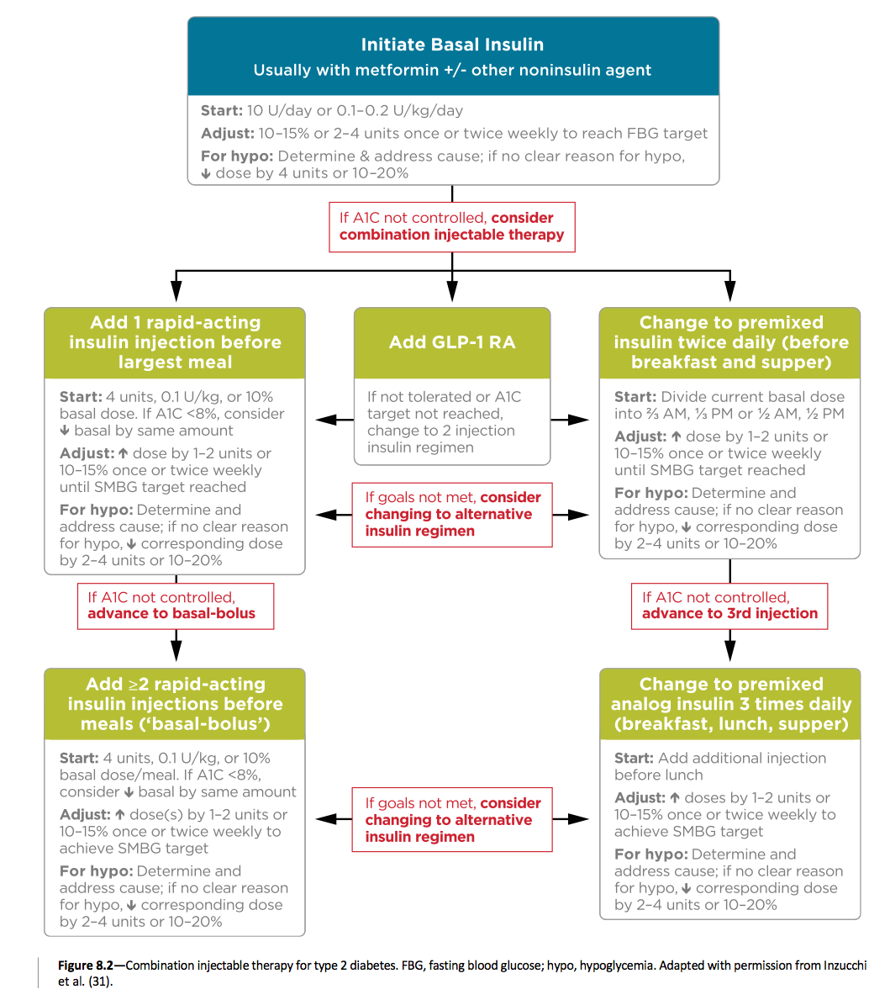 Initiate Basal Insulin
Usually with metformin +/- other noninsulin agent
Start: 10 U/day or 0.1–0.2 U/kg/day
Adjust: 10–15% or 2–4 units once or twice weekly to reach FBG target
For hypo: Determine & address cause; if no clear reason for hypo,
↓ dose by 4 units or 10–20%
If A1C not controlled, consider
combination injectable therapy
Add 1 rapid-acting
insulin injection before
largest meal
Start: 4 units, 0.1 U/kg, or 10%
basal dose. If A1C <8%, consider
↓ basal by same amount
Adjust: ↑ dose by 1–2 units or
10–15% once or twice weekly
until SMBG target reached
For hypo: Determine and
address cause; if no clear reason
for hypo, ↓ corresponding dose
by 2–4 units or 10–20%
Add GLP-1 RA
If not tolerated or A1C
target not reached,
change to 2 injection
insulin regimen
Change to premixed
insulin twice daily (before
breakfast and supper)
Start: Divide current basal dose
into ⅔ AM, ⅓ PM or ½ AM, ½ PM
Adjust: ↑ dose by 1–2 units or
10–15% once or twice weekly
until SMBG target reached
For hypo: Determine and
address cause; if no clear reason
for hypo, ↓ corresponding dose
by 2–4 units or 10–20%
If goals not met, consider
changing to alternative
insulin regimen
If A1C not controlled,
advance to basal-bolus
If A1C not controlled,
advance to 3rd injection
Add ≥2 rapid-acting
insulin injections before
meals (‘basal-bolus’)
Start: 4 units, 0.1 U/kg, or 10%
basal dose/meal. If A1C <8%,
consider ↓ basal by same amount
Adjust: ↑ dose(s) by 1–2 units or
10–15% once or twice weekly to
achieve SMBG target
For hypo: Determine and
address cause; if no clear reason
for hypo, ↓ corresponding dose
by 2–4 units or 10–20%
If goals not met, consider
changing to alternative
insulin regimen
Change to premixed
analog insulin 3 times daily
(breakfast, lunch, supper)
Start: Add additional injection
before lunch
Adjust: ↑ doses by 1–2 units or
10–15% once or twice weekly to
achieve SMBG target
For hypo: Determine and
address cause; if no clear reason
for hypo, ↓ corresponding dose
by 2–4 units or 10–20%
Figure 8.2—Combination injectable therapy for type 2 diabetes. FBG, fasting blood glucose; hypo, hypoglycemia. Adapted with permission from Inzucchi
et al. (31).